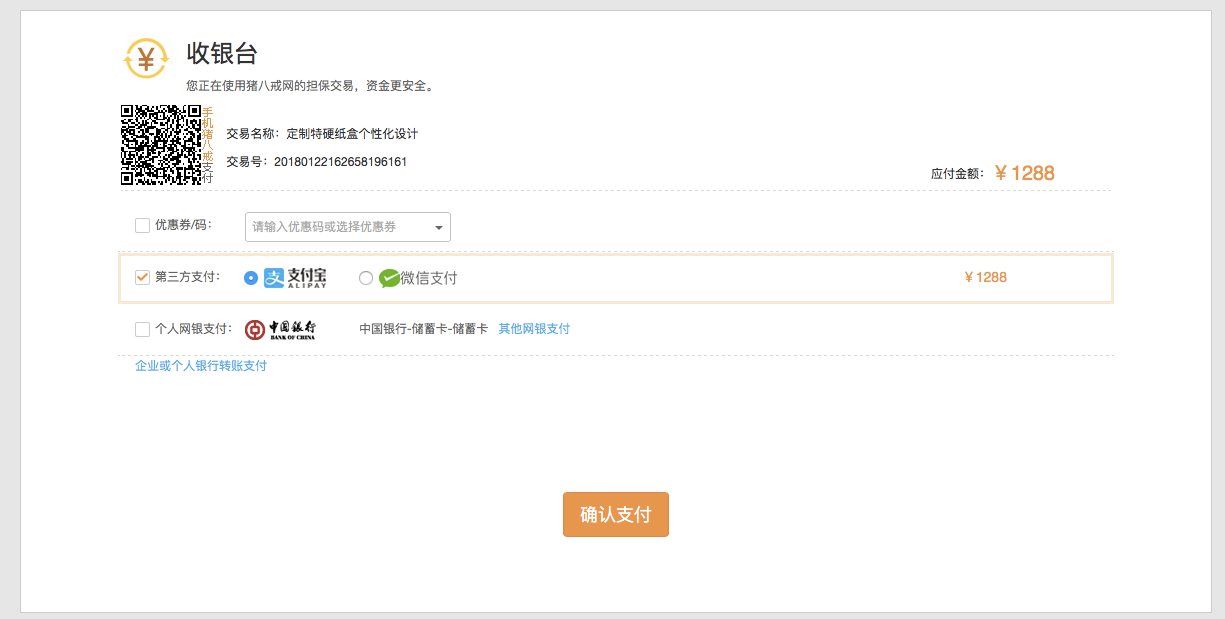 ¥
收银台
您正在使用猪八戒网的担保交易，资金更安全。
手机猪八戒支付
交易名称：定制特硬纸盒个性化设计
交易号：20180122162658196161
应付金额：¥ 1288
优惠券/码：
请输入优惠码或选择优惠券
第三方支付：
支 支付宝 ALIPAY
微信支付
¥ 1288
个人网银支付：
中国银行
BANK OF CHINA
中国银行-储蓄卡-储蓄卡 其他网银支付
企业或个人银行转账支付
确认支付